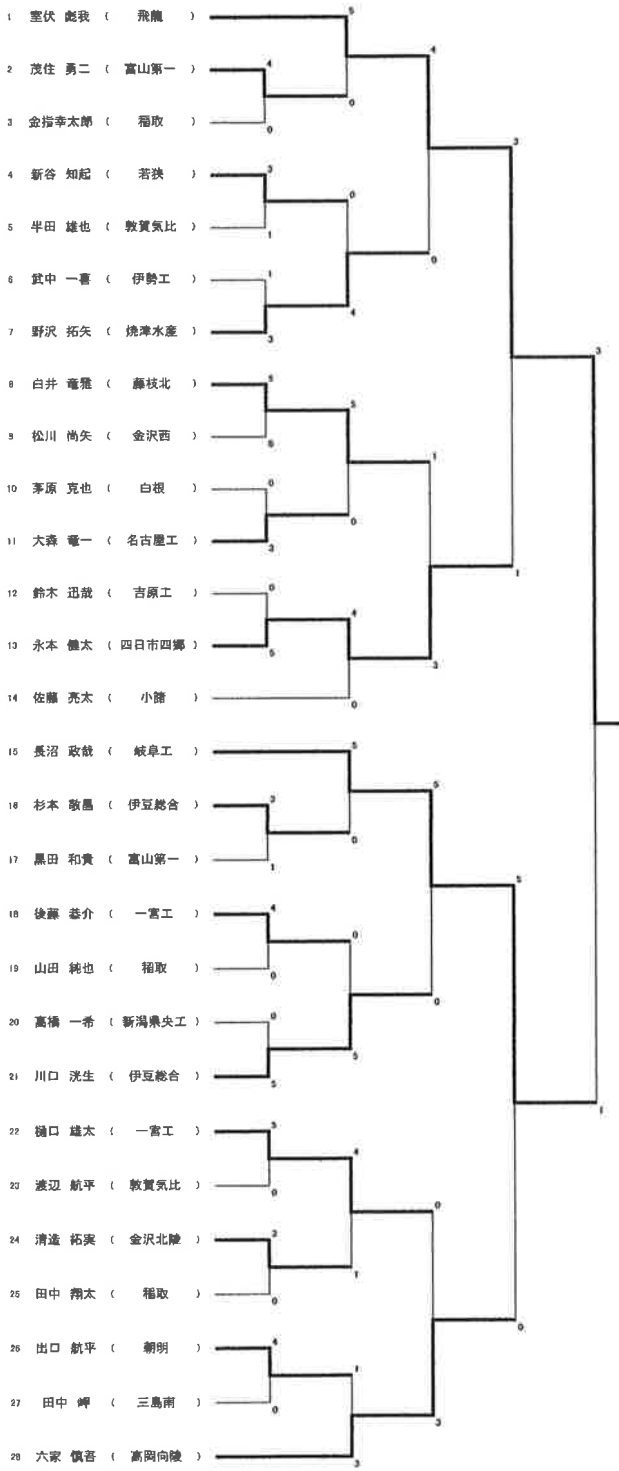 1 室伏 彪我 ( 飛龍 )
2 茂住 勇二 ( 富山第一 )
3 金指幸太郎 ( 稲取 )
4 新谷 知起 ( 若狭 )
5 半田 雄也 ( 敦賀気比 )
6 武中 一喜 ( 伊勢工 )
7 野沢 拓矢 ( 焼津水産 )
8 白井 竜雅 ( 藤枝北 )
9 松川 尚矢 ( 金沢西 )
10 茅原 克也 ( 白根 )
11 大森 竜一 ( 名古屋工 )
12 鈴木 迅哉 ( 吉原工 )
13 永本 健太 ( 四日市四郷 )
14 佐藤 亮太 ( 小諸 )
15 長沼 政哉 ( 岐阜工 )
16 杉本 敬昌 ( 伊豆総合 )
17 黒田 和貴 ( 富山第一 )
18 後藤 恭介 ( 一宮工 )
19 山田 純也 ( 稲取 )
20 高橋 一希 ( 新潟県央工 )
21 川口 洸生 ( 伊豆総合 )
22 樋口 雄太 ( 一宮工 )
23 渡辺 航平 ( 敦賀気比 )
24 清造 拓実 ( 金沢北陵 )
25 田中 翔太 ( 稲取 )
26 出口 航平 ( 朝明 )
27 田中 岬 ( 三島南 )
28 六家 慎吾 ( 高岡向陵 )